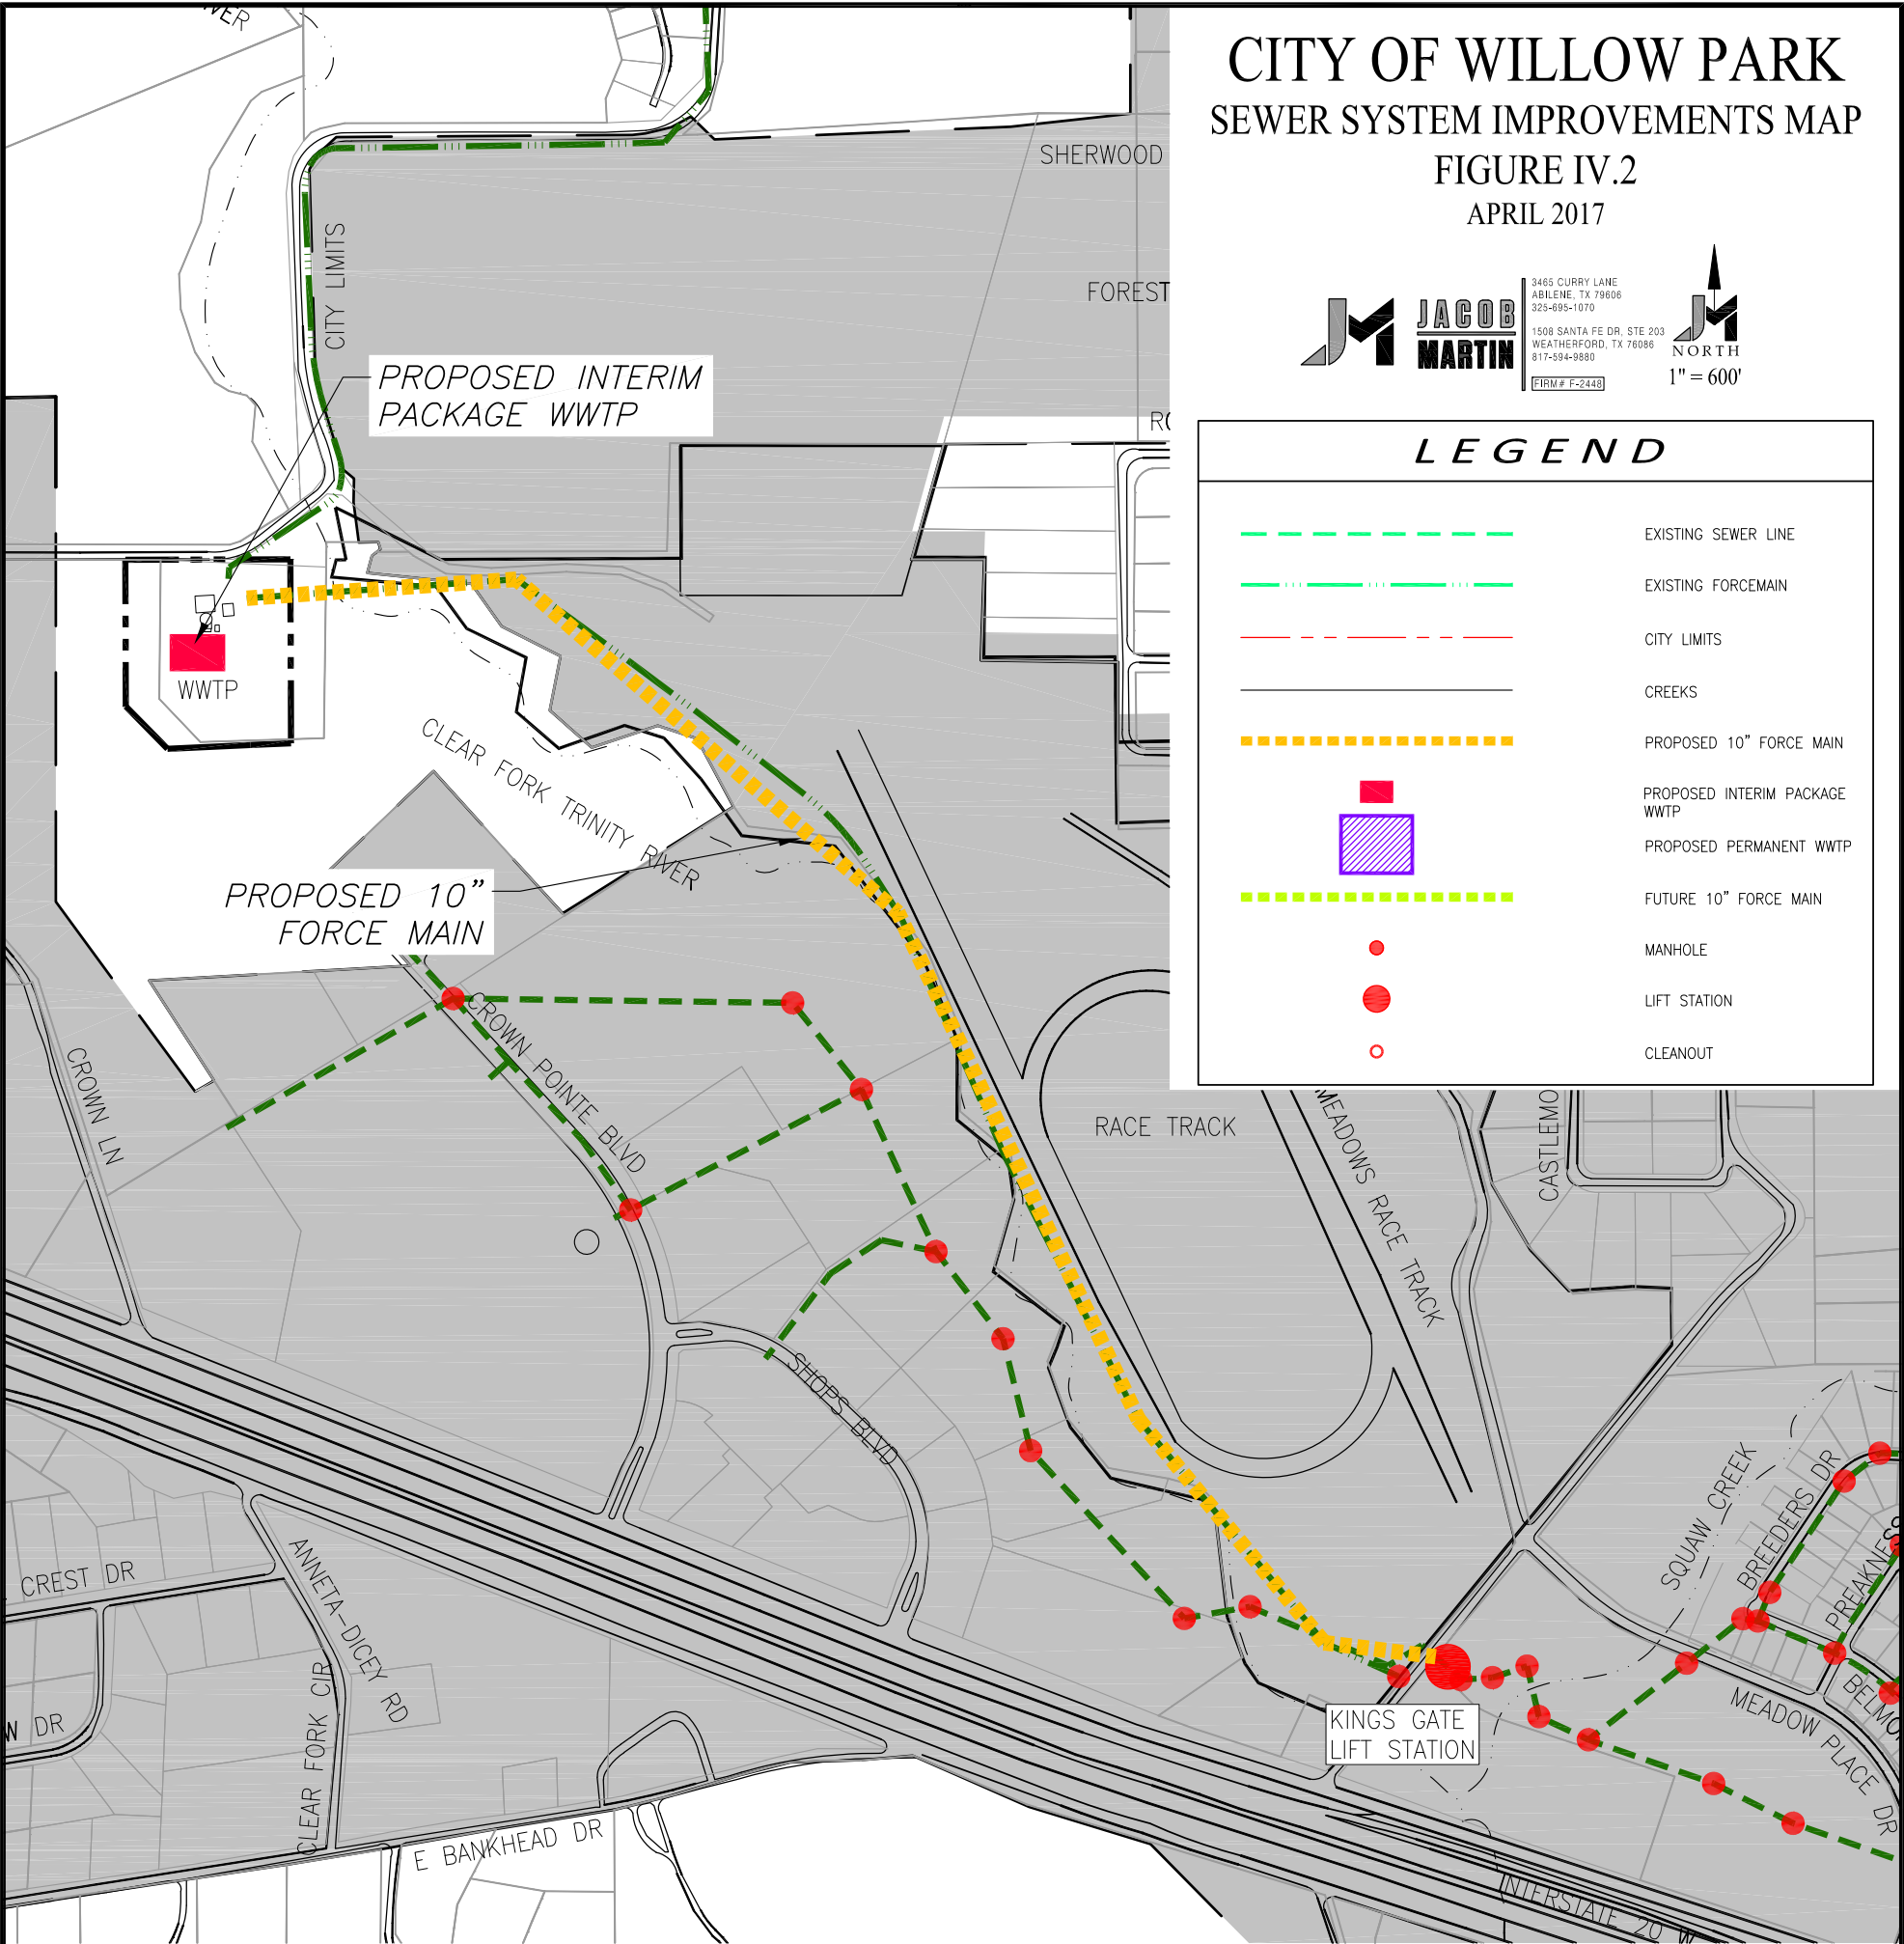 CITY OF WILLOW PARK
SEWER SYSTEM IMPROVEMENTS MAP
FIGURE IV.2
APRIL 2017
JACOB
MARTIN
3465 CURRY LANE
ABILENE, TX 79606
325-695-1070
1508 SANTA FE DR, STE 203
WEATHERFORD, TX 76086
817-594-9880
FIRM# F-2448
NORTH
1" = 600'
LEGEND
EXISTING SEWER LINE
EXISTING FORCEMAIN
CITY LIMITS
CREEKS
PROPOSED 10" FORCE MAIN
PROPOSED INTERIM PACKAGE
WWTP
PROPOSED PERMANENT WWTP
FUTURE 10" FORCE MAIN
MANHOLE
LIFT STATION
CLEANOUT
SHERWOOD
FOREST
CITY LIMITS
PROPOSED INTERIM
PACKAGE WWTP
WWTP
CLEAR FORK TRINITY RIVER
PROPOSED 10"
FORCE MAIN
CROWN LN
CROWN POINTE BLVD
RACE TRACK
MEADOWS RACE TRACK
CASTLEMO
SHOPS BLVD
SQUAW CREEK
BREEDERS DR
PREAKNESS
BELMO
MEADOW PLACE DR
KINGS GATE
LIFT STATION
CREST DR
ANNETA-DICEY RD
CLEAR FORK CIR
W DR
E BANKHEAD DR
INTERSTATE 20 W